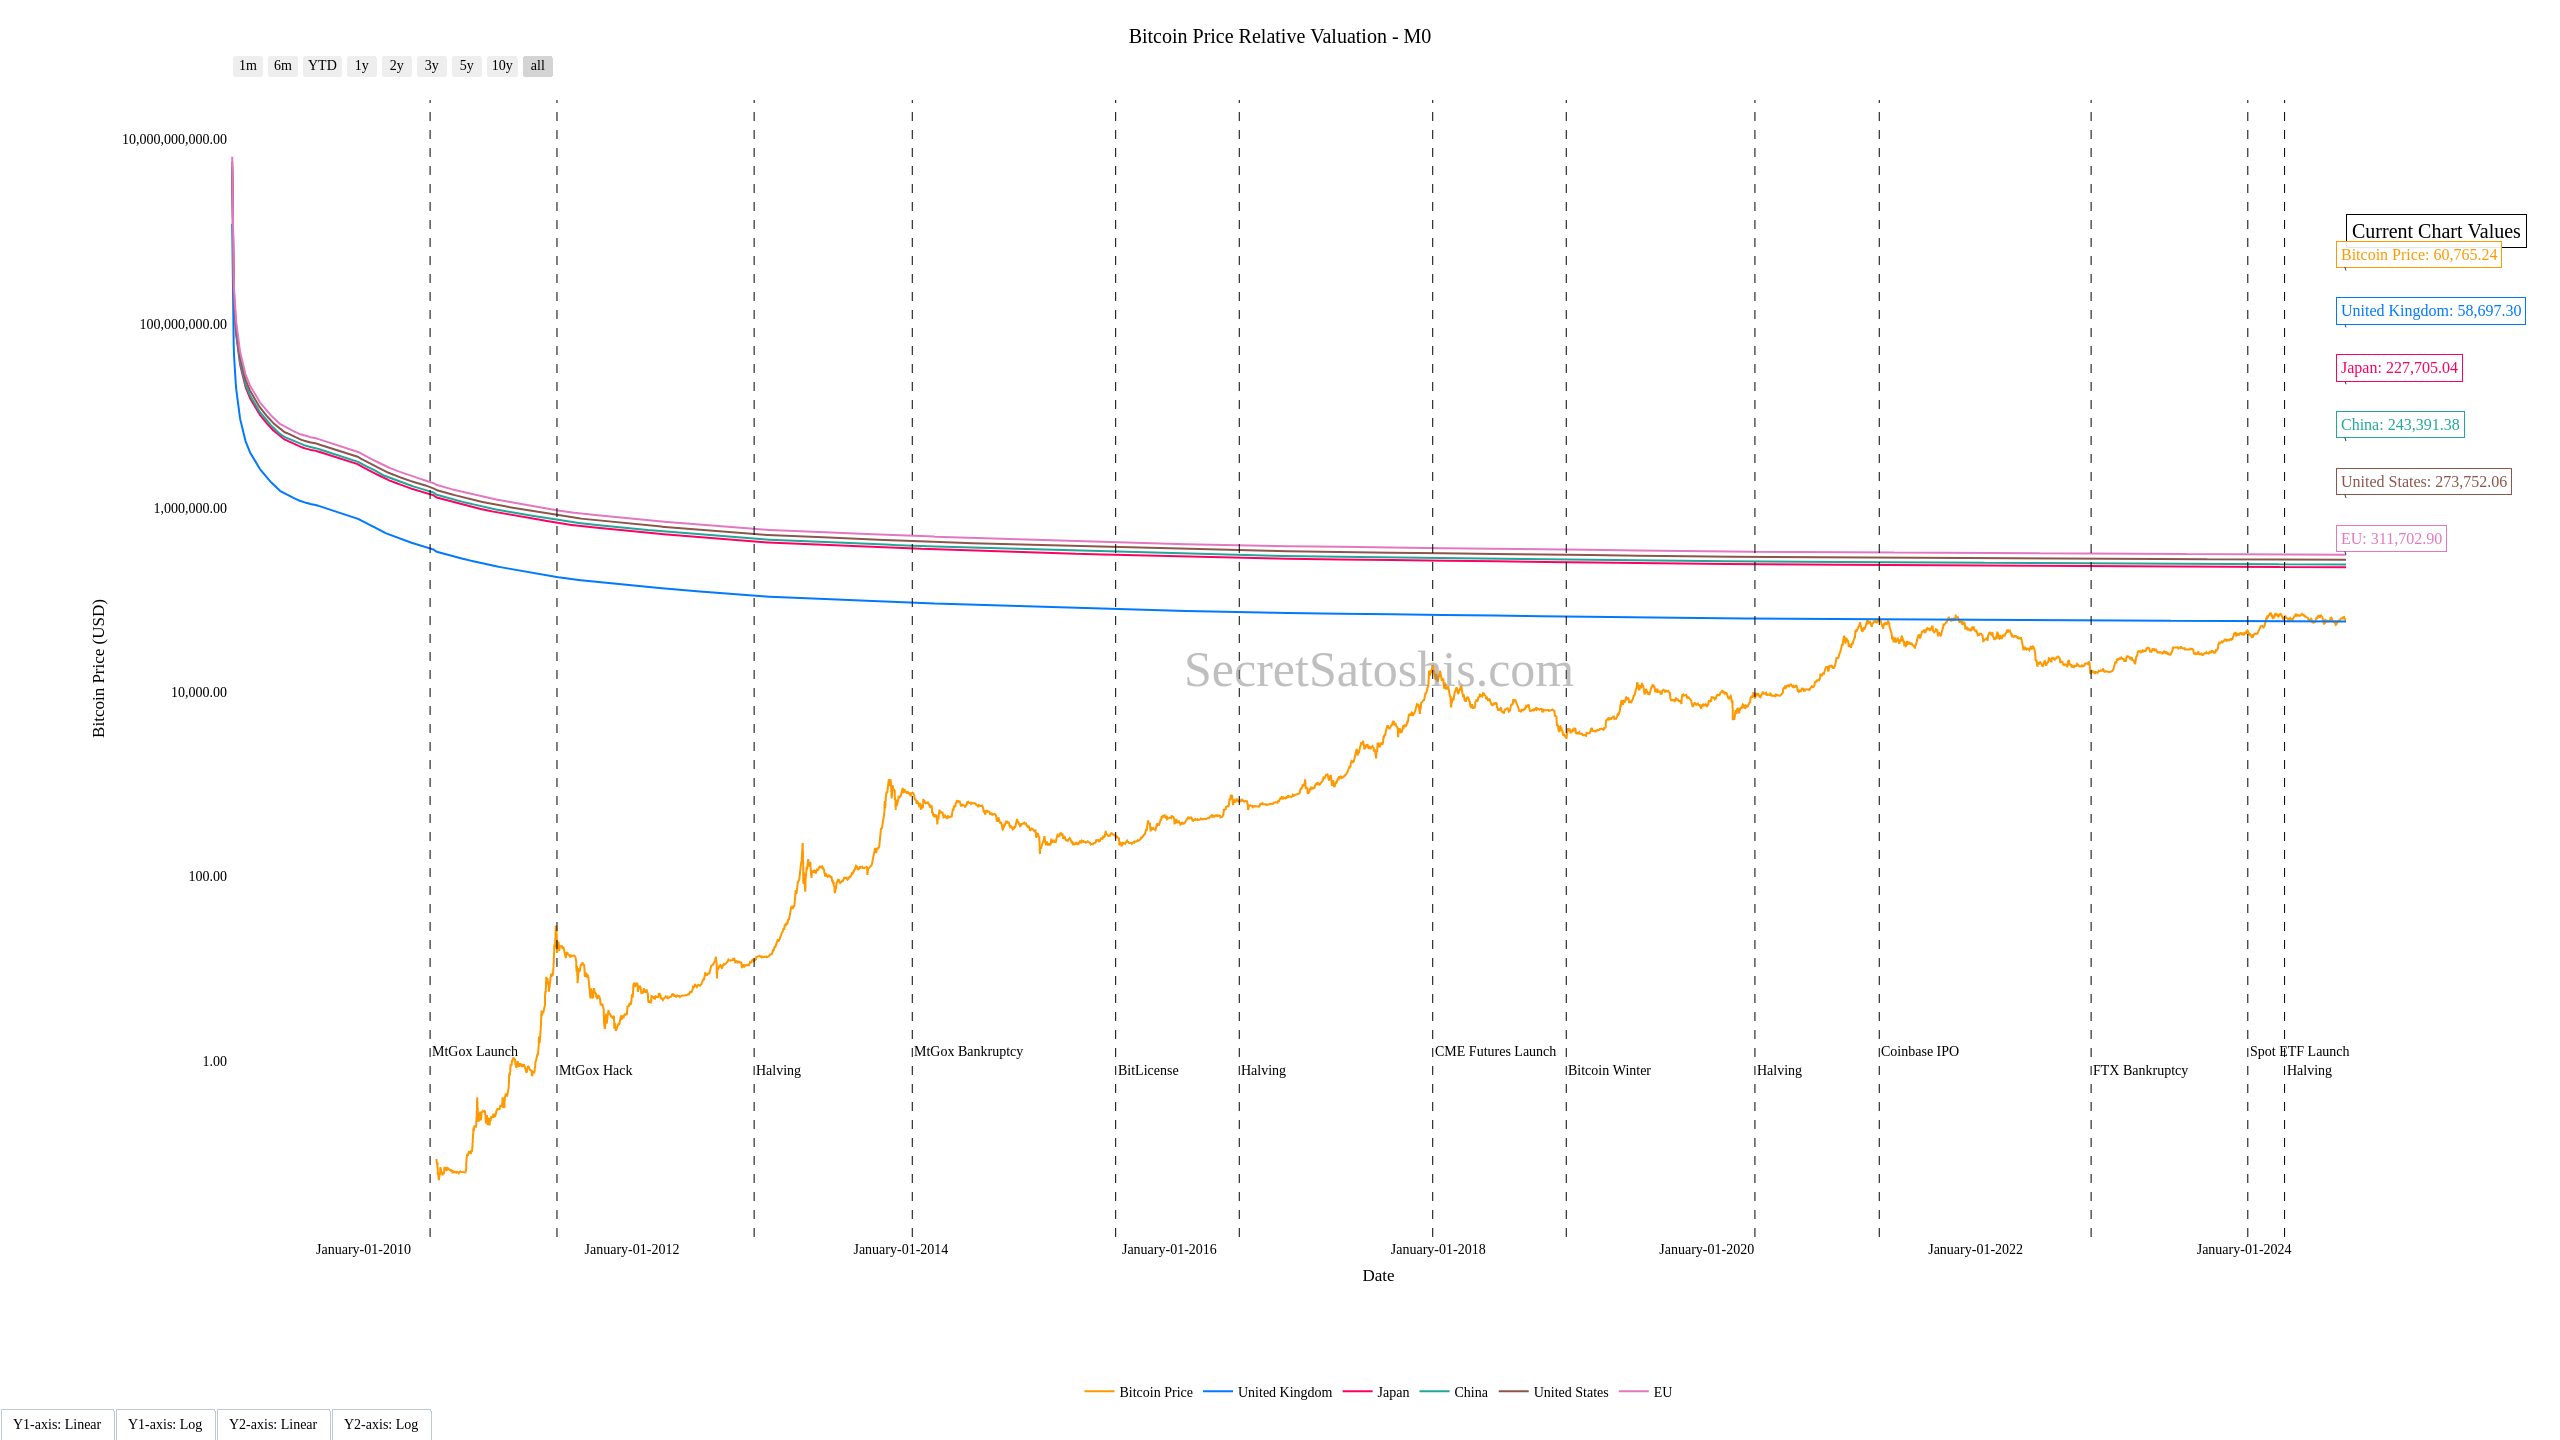 Bitcoin Price Relative Valuation - M0
1m 6m YTD 1y 2y 3y 5y 10y all
10,000,000,000.00
100,000,000.00
1,000,000.00
10,000.00
100.00
1.00
Bitcoin Price (USD)
Current Chart Values
Bitcoin Price: 60,765.24
United Kingdom: 58,697.30
Japan: 227,705.04
China: 243,391.38
United States: 273,752.06
EU: 311,702.90
SecretSatoshis.com
MtGox Launch
MtGox Hack
Halving
MtGox Bankruptcy
BitLicense
Halving
CME Futures Launch
Bitcoin Winter
Halving
Coinbase IPO
FTX Bankruptcy
Spot ETF Launch
Halving
January-01-2010 January-01-2012 January-01-2014 January-01-2016 January-01-2018 January-01-2020 January-01-2022 January-01-2024
Date
Bitcoin Price United Kingdom Japan China United States EU
Y1-axis: Linear Y1-axis: Log Y2-axis: Linear Y2-axis: Log